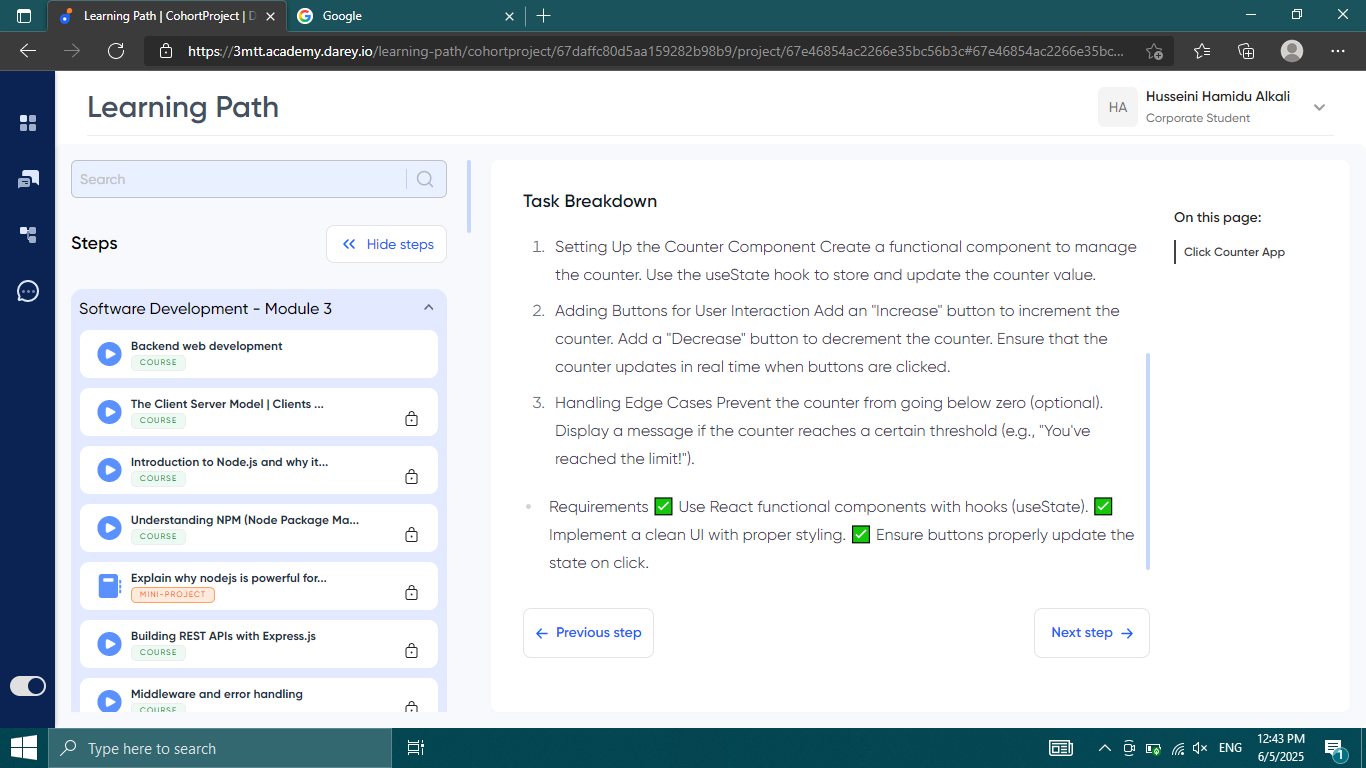 Learning Path | CohortProject | D
Google
https://3mtt.academy.darey.io/learning-path/cohortproject/67daffc80d5aa159282b98b9/project/67e46854ac2266e35bc56b3c#67e46854ac2266e35bc...
Learning Path
HA
Husseini Hamidu Alkali
Corporate Student
Search
Steps
Hide steps
Software Development - Module 3
Backend web development
COURSE
The Client Server Model | Clients ...
COURSE
Introduction to Node.js and why it...
COURSE
Understanding NPM (Node Package Ma...
COURSE
Explain why nodejs is powerful for...
MINI-PROJECT
Building REST APIs with Express.js
COURSE
Middleware and error handling
COURSE
Task Breakdown
1. Setting Up the Counter Component Create a functional component to manage
the counter. Use the useState hook to store and update the counter value.
2. Adding Buttons for User Interaction Add an "Increase" button to increment the
counter. Add a "Decrease" button to decrement the counter. Ensure that the
counter updates in real time when buttons are clicked.
3. Handling Edge Cases Prevent the counter from going below zero (optional).
Display a message if the counter reaches a certain threshold (e.g., "You've
reached the limit!").
Requirements ✅ Use React functional components with hooks (useState). ✅
Implement a clean UI with proper styling. ✅ Ensure buttons properly update the
state on click.
Previous step
Next step
On this page:
Click Counter App
Type here to search
ENG
12:43 PM
6/5/2025
1